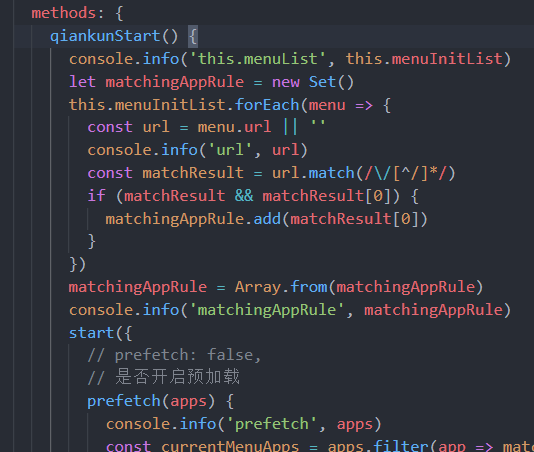 methods: {
qiankunStart() {
console.info('this.menuList', this.menuInitList)
let matchingAppRule = new Set()
this.menuInitList.forEach(menu => {
const url = menu.url || ''
console.info('url', url)
const matchResult = url.match(/\/[^/]*/)
if (matchResult && matchResult[0]) {
matchingAppRule.add(matchResult[0])
}
})
matchingAppRule = Array.from(matchingAppRule)
console.info('matchingAppRule', matchingAppRule)
start({
// prefetch: false,
// 是否开启预加载
prefetch(apps) {
console.info('prefetch', apps)
const currentMenuApps = apps.filter(app => matc